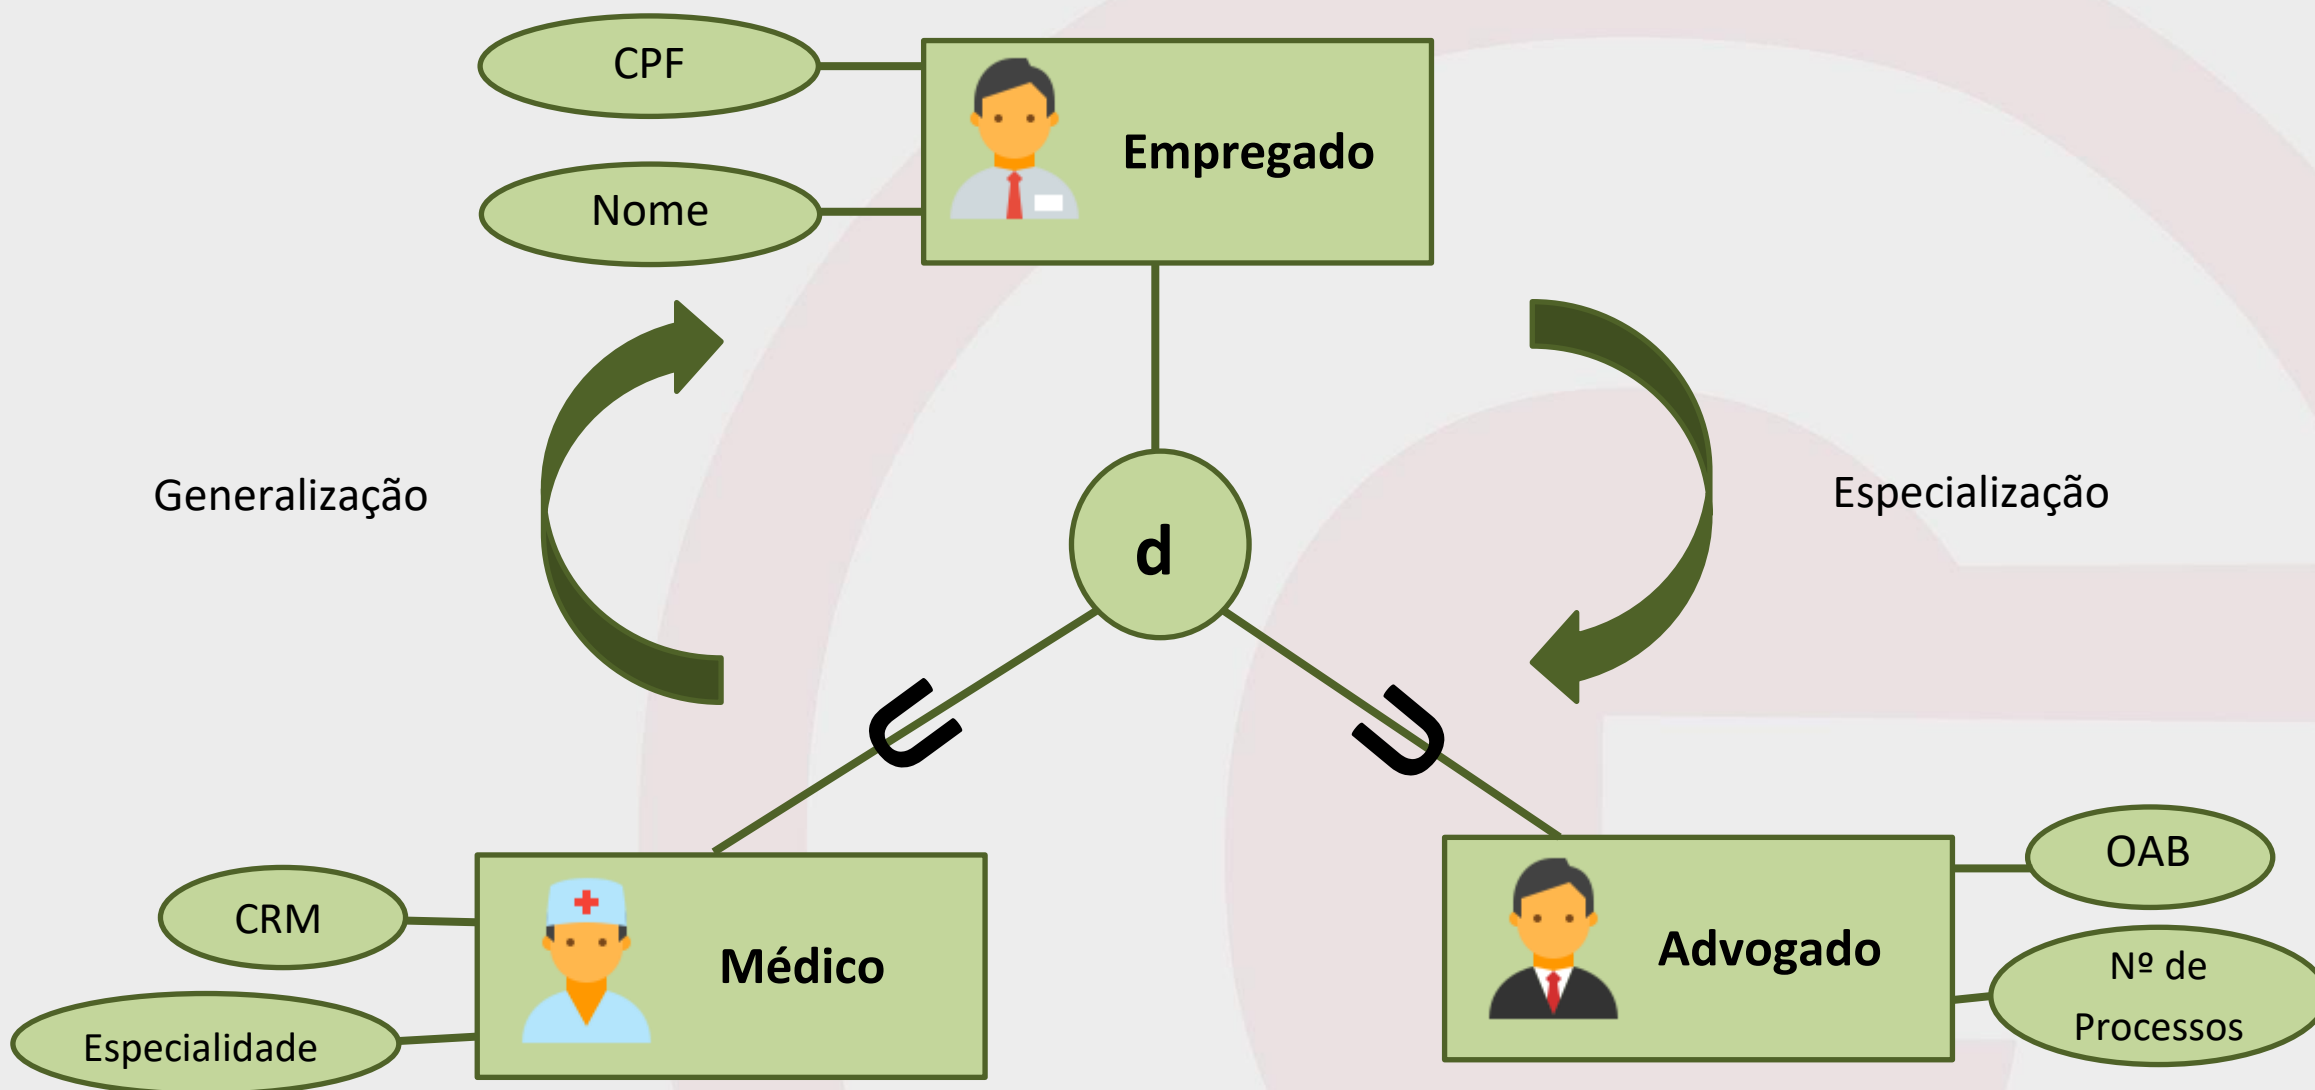 CPF
Empregado
Nome
Generalização
Especialização
d
CRM
Médico
Especialidade
Advogado
OAB
Nº de
Processos